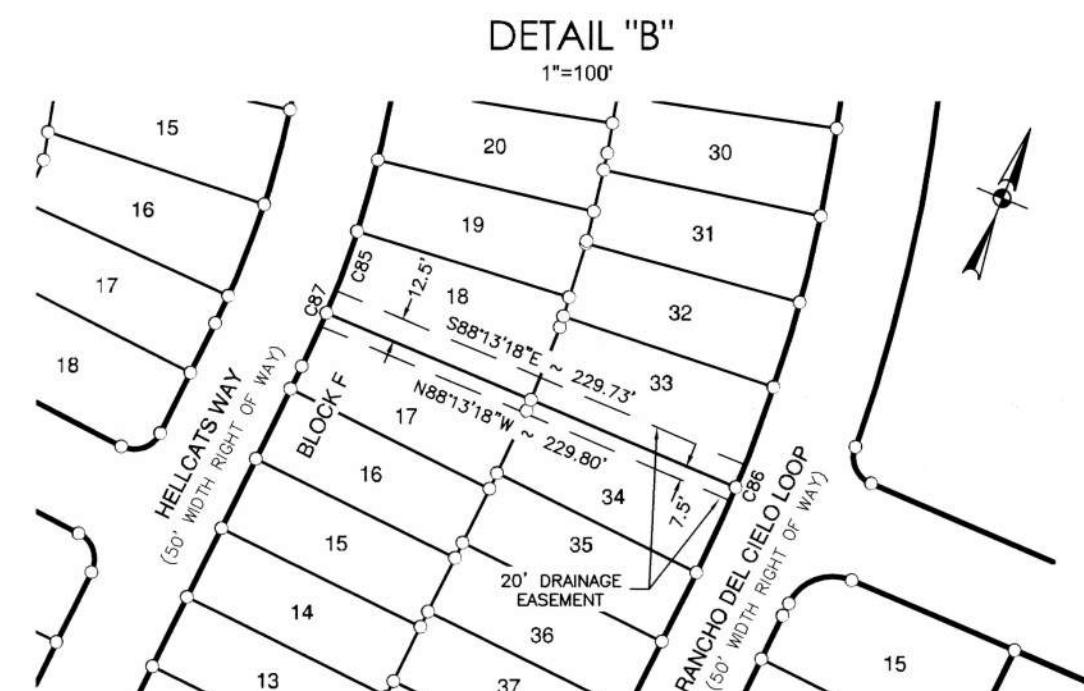 DETAIL "B"
1"=100'
15
20
30
16
19
31
17
C85
12.5'
18
32
C87
S88°13'18"E ~ 229.73'
18
33
N88°13'18"W ~ 229.80'
HELLCATS WAY
(50' WIDTH RIGHT OF WAY)
BLOCK F
17
16
34
7.5'
C86
15
35
20' DRAINAGE
EASEMENT
RANCHO DEL CIELO LOOP
(50' WIDTH RIGHT OF WAY)
14
36
15
13
37